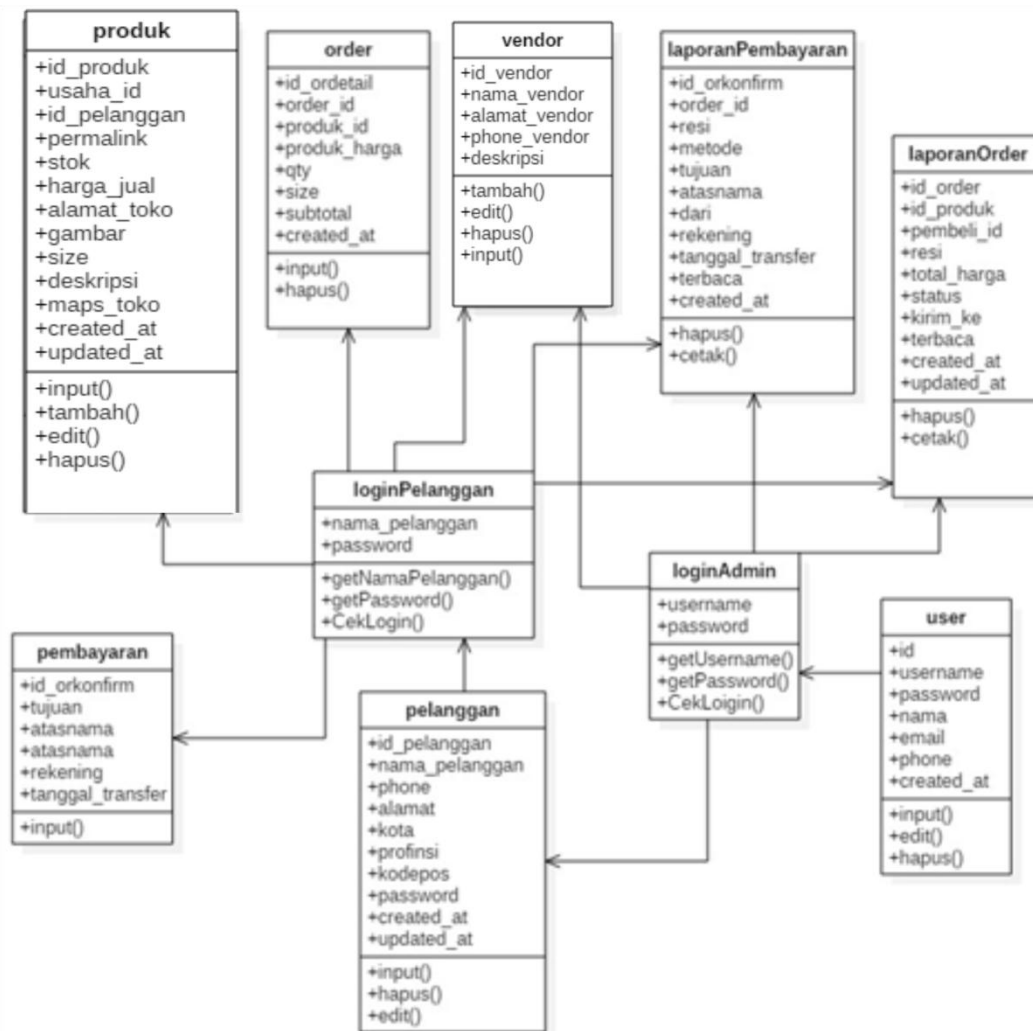 produk
+id_produk
+usaha_id
+id_pelanggan
+permalink
+stok
+harga_jual
+alamat_toko
+gambar
+size
+deskripsi
+maps_toko
+created_at
+updated_at
+input()
+tambah()
+edit()
+hapus()
order
+id_ordetail
+order_id
+produk_id
+produk_harga
+qty
+size
+subtotal
+created_at
+input()
+hapus()
vendor
+id_vendor
+nama_vendor
+alamat_vendor
+phone_vendor
+deskripsi
+tambah()
+edit()
+hapus()
+input()
laporanPembayaran
+id_orkonfirm
+order_id
+resi
+metode
+tujuan
+atasnama
+dari
+rekening
+tanggal_transfer
+terbaca
+created_at
+hapus()
+cetak()
laporanOrder
+id_order
+id_produk
+pembeli_id
+resi
+total_harga
+status
+kirim_ke
+terbaca
+created_at
+updated_at
+hapus()
+cetak()
loginPelanggan
+nama_pelanggan
+password
+getNamaPelanggan()
+getPassword()
+CekLogin()
loginAdmin
+username
+password
+getUsername()
+getPassword()
+CekLoigin()
user
+id
+username
+password
+nama
+email
+phone
+created_at
+input()
+edit()
+hapus()
pembayaran
+id_orkonfirm
+tujuan
+atasnama
+atasnama
+rekening
+tanggal_transfer
+input()
pelanggan
+id_pelanggan
+nama_pelanggan
+phone
+alamat
+kota
+profinsi
+kodepos
+password
+created_at
+updated_at
+input()
+hapus()
+edit()